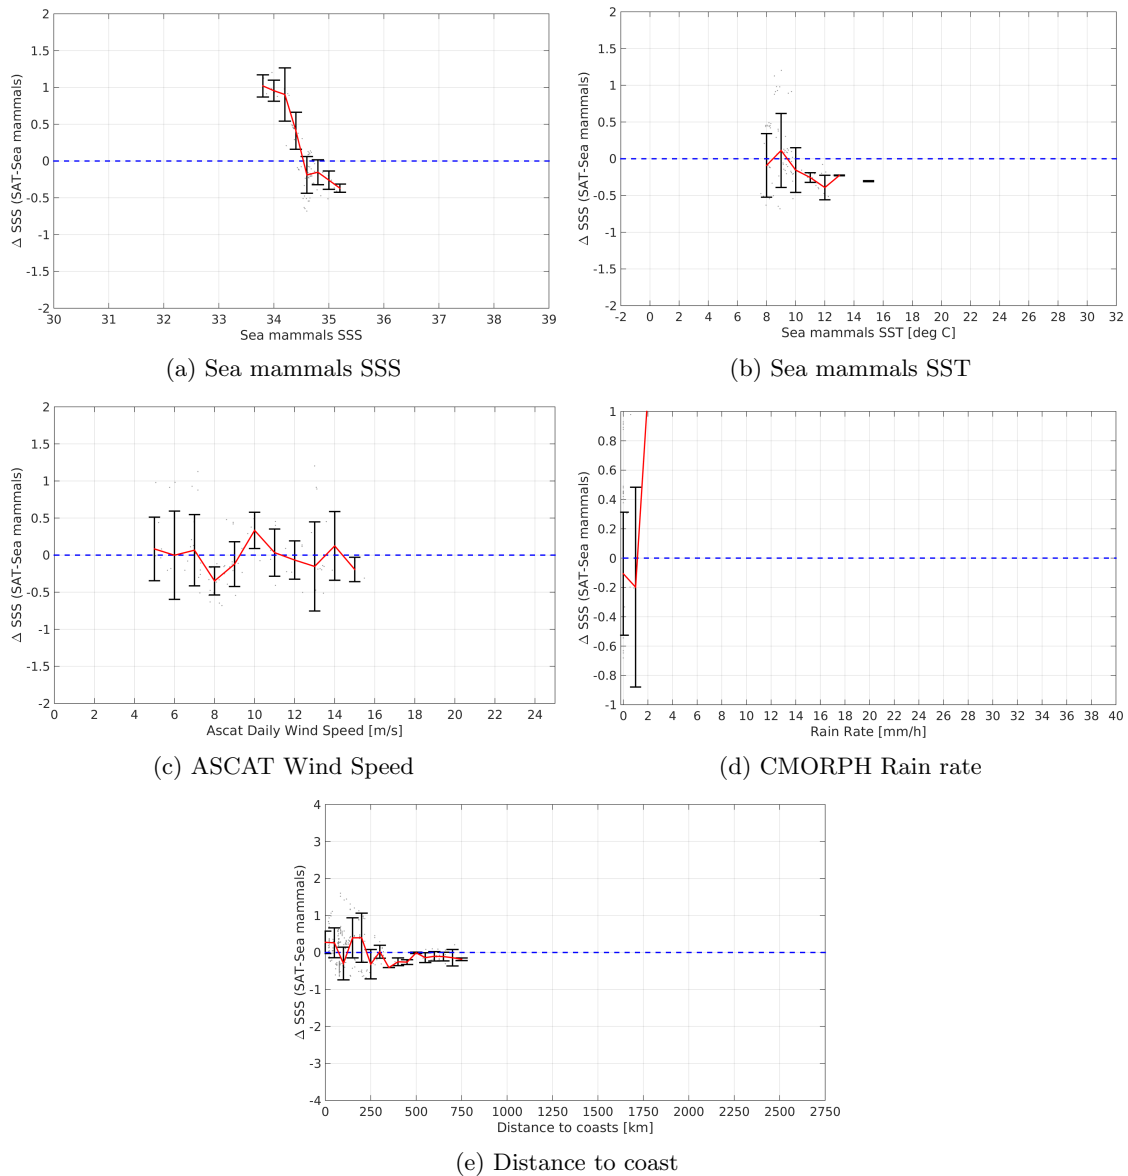 2
1.5
1
0.5
0
-0.5
-1
-1.5
-2
Δ SSS (SAT-Sea mammals)
30 31 32 33 34 35 36 37 38 39
Sea mammals SSS
(a) Sea mammals SSS
2
1.5
1
0.5
0
-0.5
-1
-1.5
-2
Δ SSS (SAT-Sea mammals)
-2 0 2 4 6 8 10 12 14 16 18 20 22 24 26 28 30 32
Sea mammals SST [deg C]
(b) Sea mammals SST
2
1.5
1
0.5
0
-0.5
-1
-1.5
-2
Δ SSS (SAT-Sea mammals)
0 2 4 6 8 10 12 14 16 18 20 22 24
Ascat Daily Wind Speed [m/s]
(c) ASCAT Wind Speed
1
0.8
0.6
0.4
0.2
0
-0.2
-0.4
-0.6
-0.8
-1
Δ SSS (SAT-Sea mammals)
0 2 4 6 8 10 12 14 16 18 20 22 24 26 28 30 32 34 36 38 40
Rain Rate [mm/h]
(d) CMORPH Rain rate
4
3
2
1
0
-1
-2
-3
-4
Δ SSS (SAT-Sea mammals)
0 250 500 750 1000 1250 1500 1750 2000 2250 2500 2750
Distance to coasts [km]
(e) Distance to coast